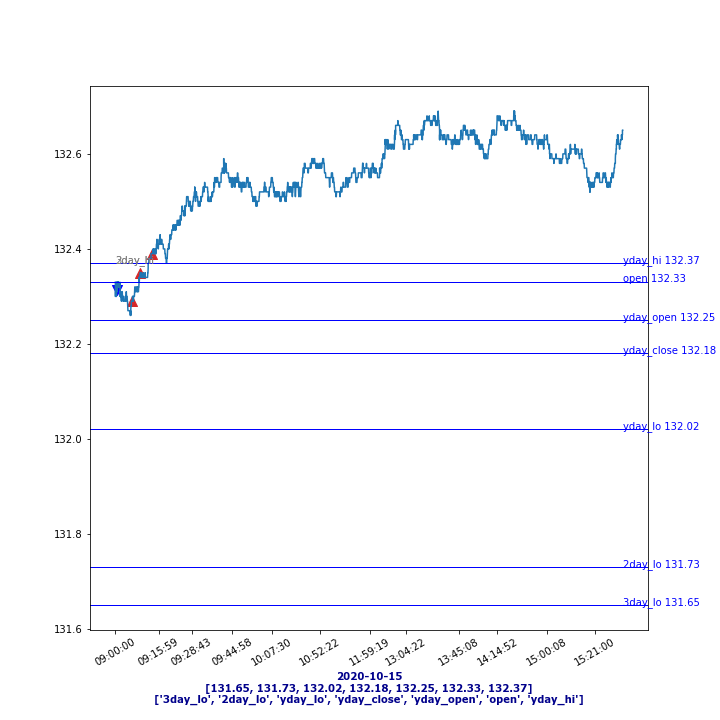 132.6
132.4
132.2
132.0
131.8
131.6
3day_
yday_hi 132.37
open 132.33
yday_open 132.25
yday_close 132.18
yday_lo 132.02
2day_lo 131.73
3day_lo 131.65
09:00:00
09:15:59
09:28:43
09:44:58
10:07:30
10:52:22
11:59:19
13:04:22
13:45:08
14:14:52
15:00:08
15:21:00
2020-10-15
[131.65, 131.73, 132.02, 132.18, 132.25, 132.33, 132.37]
['3day_lo', '2day_lo', 'yday_lo', 'yday_close', 'yday_open', 'open', 'yday_hi']